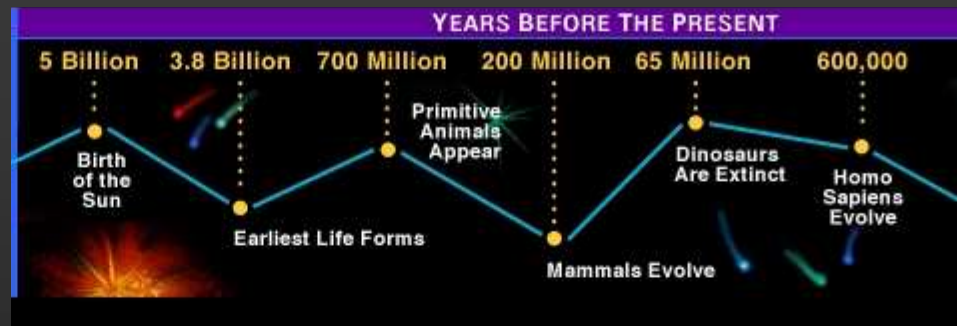 YEARS BEFORE THE PRESENT
5 Billion
3.8 Billion
700 Million
200 Million
65 Million
600,000
Birth
of the
Sun
Earliest Life Forms
Primitive
Animals
Appear
Mammals Evolve
Dinosaurs
Are Extinct
Homo
Sapiens
Evolve